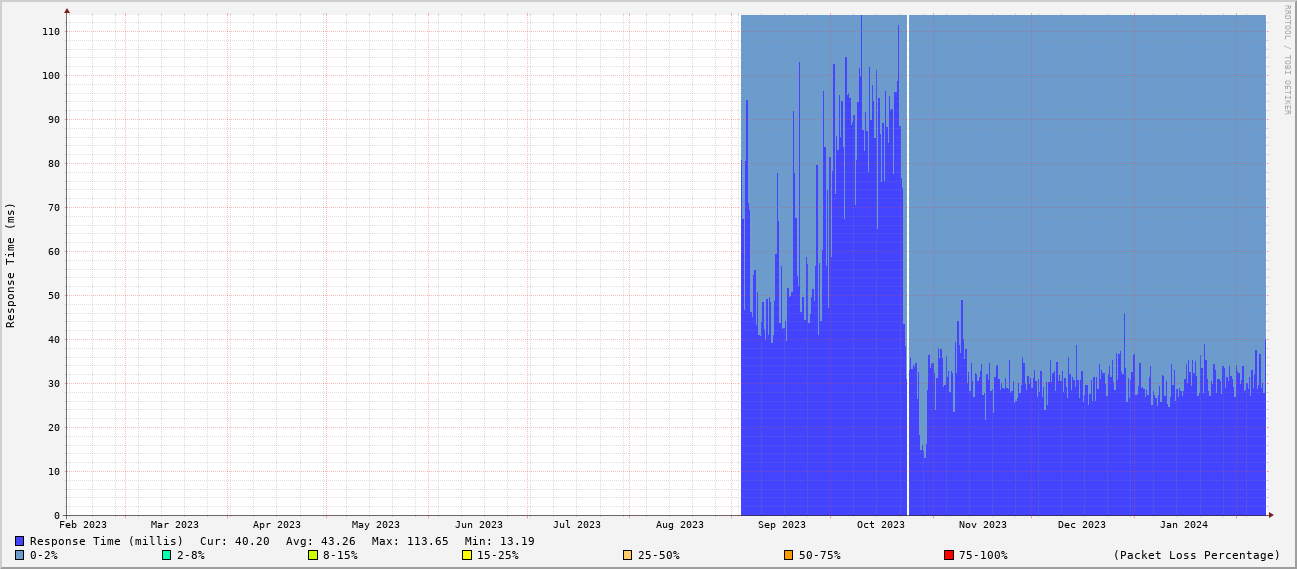 RRDTOOL / TOBI OETIKER
Response Time (ms)
110
100
90
80
70
60
50
40
30
20
10
0
Feb 2023 Mar 2023 Apr 2023 May 2023 Jun 2023 Jul 2023 Aug 2023 Sep 2023 Oct 2023 Nov 2023 Dec 2023 Jan 2024
Response Time (millis) Cur: 40.20 Avg: 43.26 Max: 113.65 Min: 13.19
0-2% 2-8% 8-15% 15-25% 25-50% 50-75% 75-100% (Packet Loss Percentage)